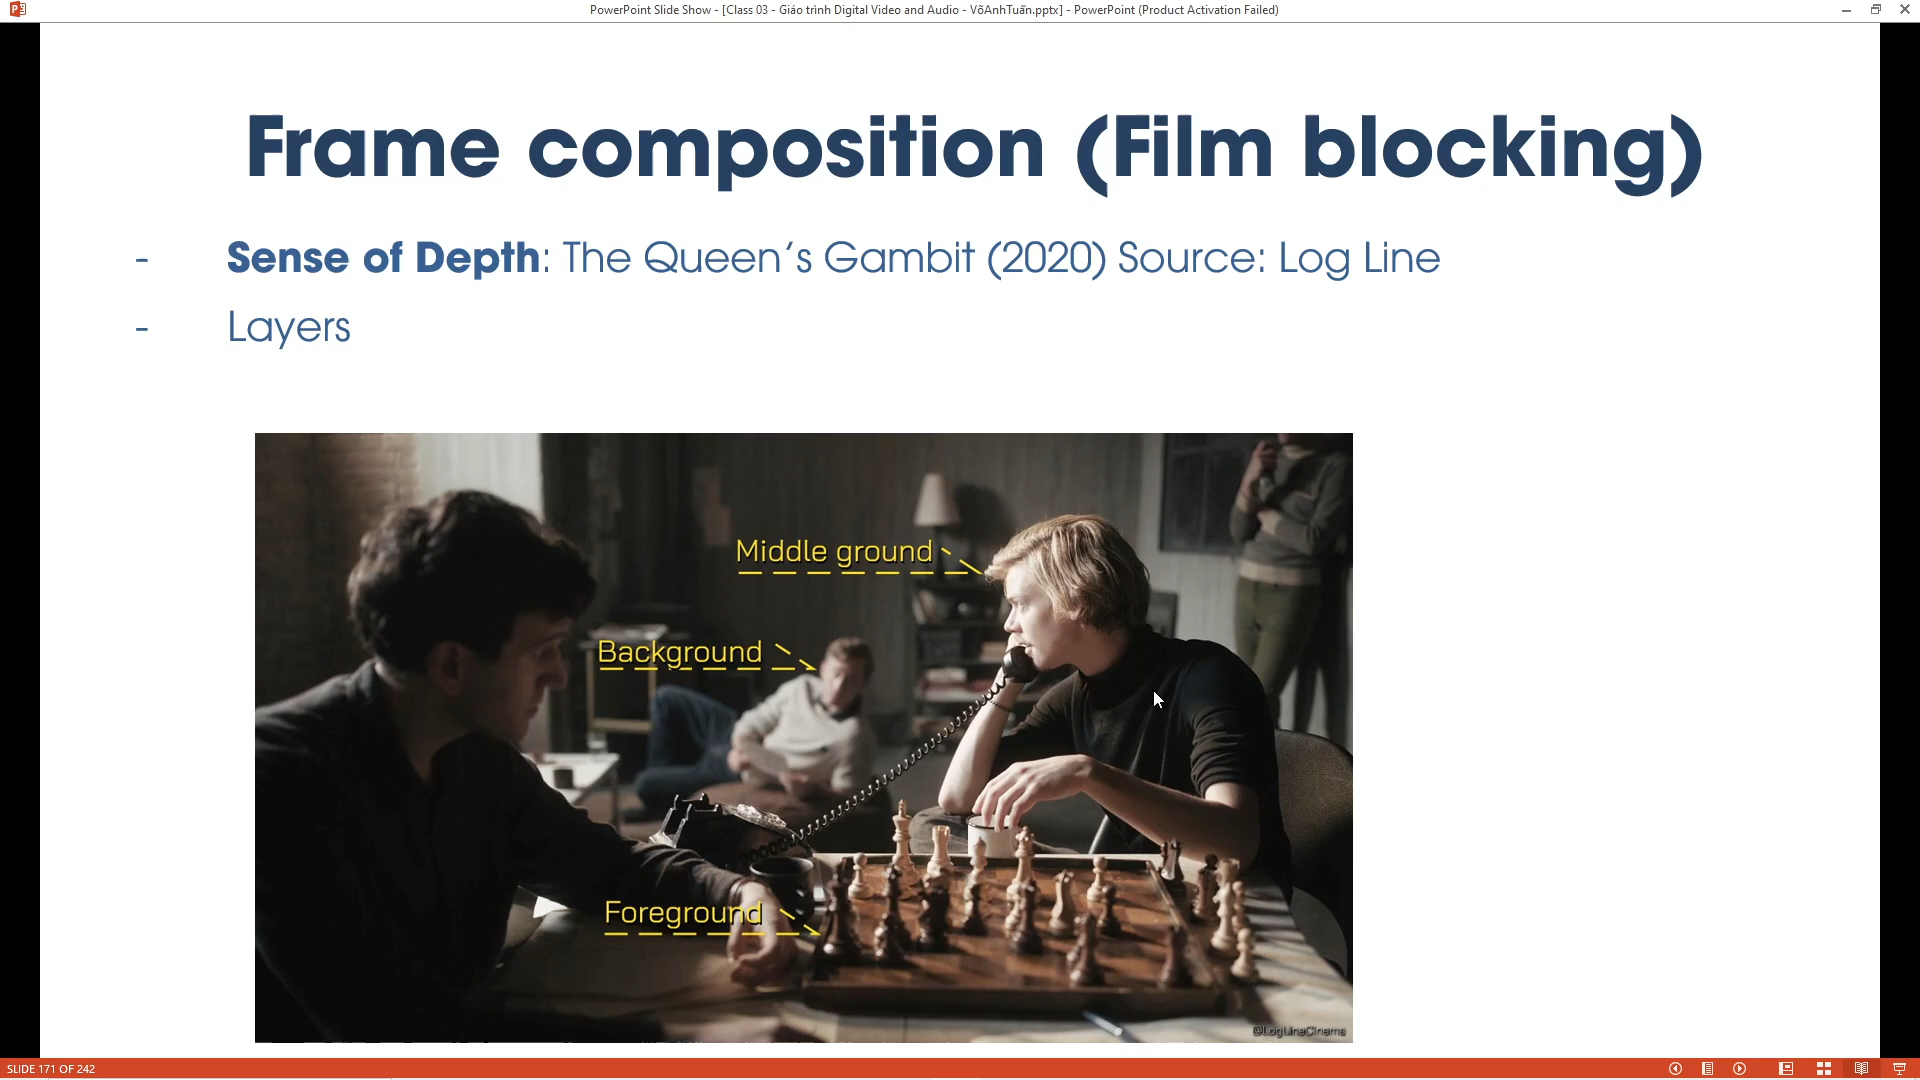 PowerPoint Slide Show - [Class 03 - Giáo trình Digital Video and Audio - VõAnhTuấn.pptx] - PowerPoint (Product Activation Failed)
Frame composition (Film blocking)
- Sense of Depth: The Queen's Gambit (2020) Source: Log Line
- Layers
Middle ground
Background
Foreground
@LogLineCinema
SLIDE 171 OF 242